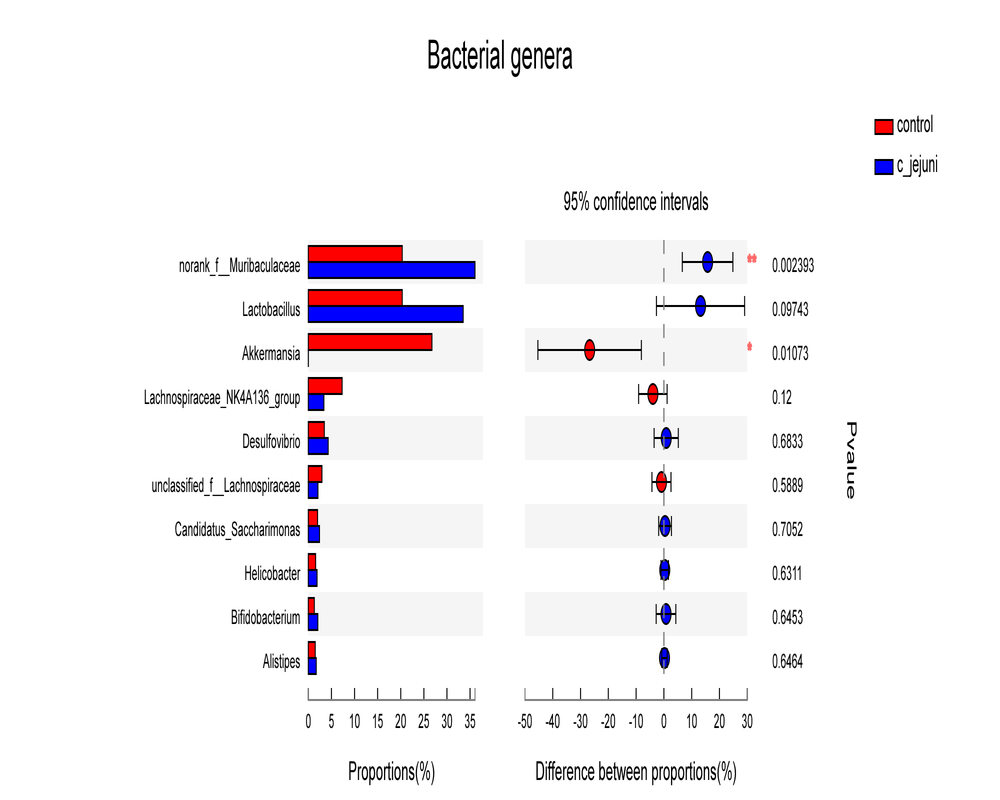 Bacterial genera
control
c_jejuni
95% confidence intervals
norank_f__Muribaculaceae
** 0.002393
Lactobacillus
0.09743
Akkermansia
* 0.01073
Lachnospiraceae_NK4A136_group
0.12
Desulfovibrio
0.6833
unclassified_f__Lachnospiraceae
0.5889
Candidatus_Saccharimonas
0.7052
Helicobacter
0.6311
Bifidobacterium
0.6453
Alistipes
0.6464
Pvalue
0 5 10 15 20 25 30 35
-50 -40 -30 -20 -10 0 10 20 30
Proportions(%)
Difference between proportions(%)